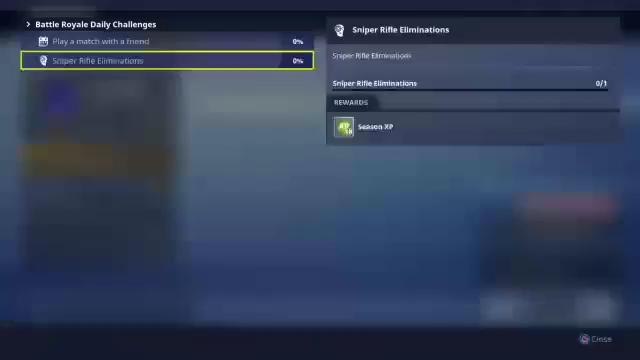 Battle Royale Daily Challenges
Play a match with a friend 0%
Sniper Rifle Eliminations 0%
Sniper Rifle Eliminations
Sniper Rifle Eliminations
Sniper Rifle Eliminations 0/1
REWARDS
Season XP
Close